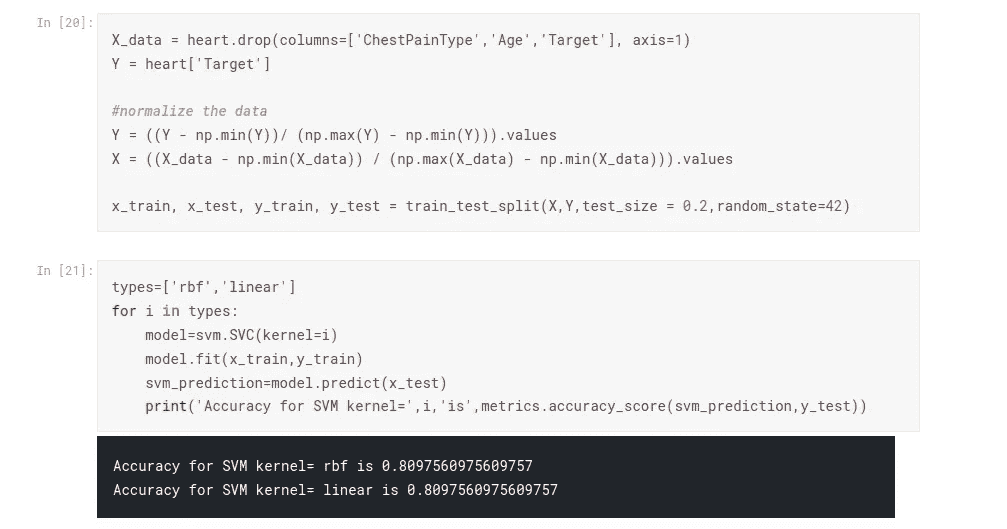 In [20]:
X_data = heart.drop(columns=['ChestPainType','Age','Target'], axis=1)
Y = heart['Target']
#normalize the data
Y = ((Y - np.min(Y))/ (np.max(Y) - np.min(Y))).values
X = ((X_data - np.min(X_data)) / (np.max(X_data) - np.min(X_data))).values
x_train, x_test, y_train, y_test = train_test_split(X,Y,test_size = 0.2,random_state=42)
In [21]:
types=['rbf','linear']
for i in types:
    model=svm.SVC(kernel=i)
    model.fit(x_train,y_train)
    svm_prediction=model.predict(x_test)
    print('Accuracy for SVM kernel=',i,'is',metrics.accuracy_score(svm_prediction,y_test))
Accuracy for SVM kernel= rbf is 0.8097560975609757
Accuracy for SVM kernel= linear is 0.8097560975609757